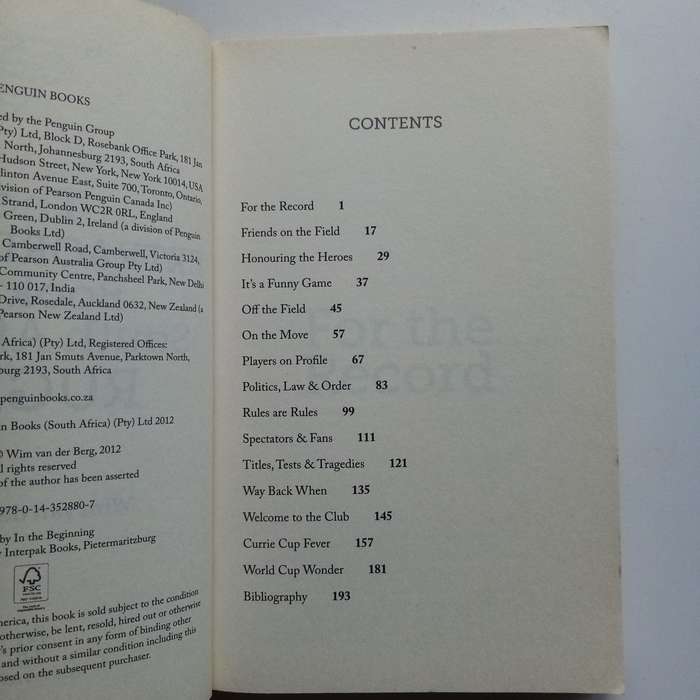 PENGUIN BOOKS
ed by the Penguin Group
Pty) Ltd, Block D, Rosebank Office Park, 181 Jan
North, Johannesburg 2193, South Africa
Hudson Street, New York, New York 10014, USA
linton Avenue East, Suite 700, Toronto, Ontario,
ivision of Pearson Penguin Canada Inc)
Strand, London WC2R 0RL, England
Green, Dublin 2, Ireland (a division of Penguin
Books Ltd)
Camberwell Road, Camberwell, Victoria 3124,
of Pearson Australia Group Pty Ltd)
Community Centre, Panchsheel Park, New Delhi
- 110 017, India
Drive, Rosedale, Auckland 0632, New Zealand (a
Pearson New Zealand Ltd)
Africa) (Pty) Ltd, Registered Offices:
rk, 181 Jan Smuts Avenue, Parktown North,
sburg 2193, South Africa
penguinbooks.co.za
in Books (South Africa) (Pty) Ltd 2012
© Wim van der Berg, 2012
ll rights reserved
of the author has been asserted
978-0-14-352880-7
by In the Beginning
Interpak Books, Pietermaritzburg
FSC
merica, this book is sold subject to the condition
otherwise, be lent, resold, hired out or otherwise
's prior consent in any form of binding other
and without a similar condition including this
osed on the subsequent purchaser.
CONTENTS
For the Record 1
Friends on the Field 17
Honouring the Heroes 29
It's a Funny Game 37
Off the Field 45
On the Move 57
Players on Profile 67
Politics, Law & Order 83
Rules are Rules 99
Spectators & Fans 111
Titles, Tests & Tragedies 121
Way Back When 135
Welcome to the Club 145
Currie Cup Fever 157
World Cup Wonder 181
Bibliography 193
For the
Record